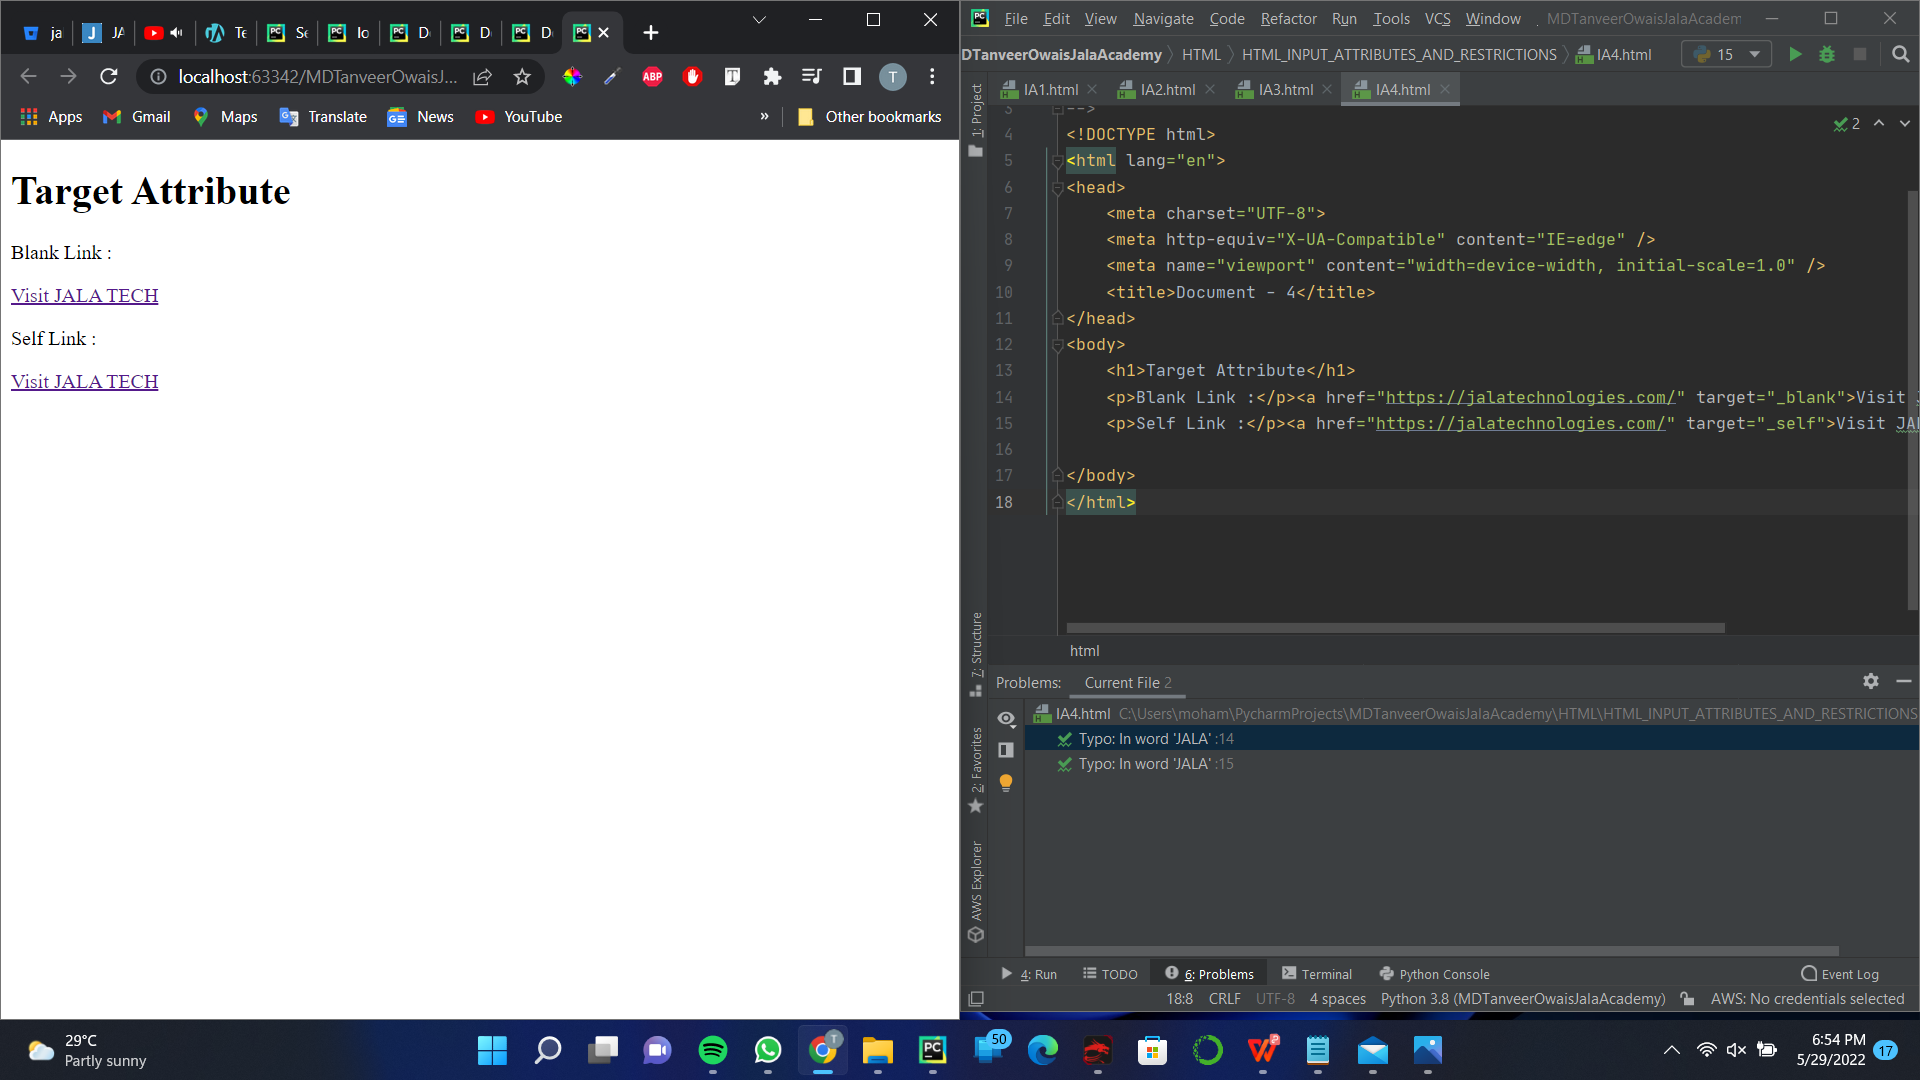 ja
J JA
Te
Se
Io
D
D
D
localhost:63342/MDTanveerOwaisJ...
ABP
T
Apps
Gmail
Maps
Translate
News
YouTube
»
Other bookmarks
Target Attribute
Blank Link :
Visit JALA TECH
Self Link :
Visit JALA TECH
PC File Edit View Navigate Code Refactor Run Tools VCS Window MDTanveerOwaisJalaAcadem
DTanveerOwaisJalaAcademy HTML HTML_INPUT_ATTRIBUTES_AND_RESTRICTIONS IA4.html 15
IA1.html IA2.html IA3.html IA4.html
1: Project
2
3 -->
4 <!DOCTYPE html>
5 <html lang="en">
6 <head>
7 <meta charset="UTF-8">
8 <meta http-equiv="X-UA-Compatible" content="IE=edge" />
9 <meta name="viewport" content="width=device-width, initial-scale=1.0" />
10 <title>Document - 4</title>
11 </head>
12 <body>
13 <h1>Target Attribute</h1>
14 <p>Blank Link :</p><a href="https://jalatechnologies.com/" target="_blank">Visit J
15 <p>Self Link :</p><a href="https://jalatechnologies.com/" target="_self">Visit JAL
16
17 </body>
18 </html>
html
7: Structure
2: Favorites
AWS Explorer
Problems: Current File 2
IA4.html C:\Users\moham\PycharmProjects\MDTanveerOwaisJalaAcademy\HTML\HTML_INPUT_ATTRIBUTES_AND_RESTRICTIONS
Typo: In word 'JALA' :14
Typo: In word 'JALA' :15
4: Run TODO 6: Problems Terminal Python Console Event Log
18:8 CRLF UTF-8 4 spaces Python 3.8 (MDTanveerOwaisJalaAcademy) AWS: No credentials selected
29°C
Partly sunny
T
PC
50
6:54 PM
5/29/2022
17